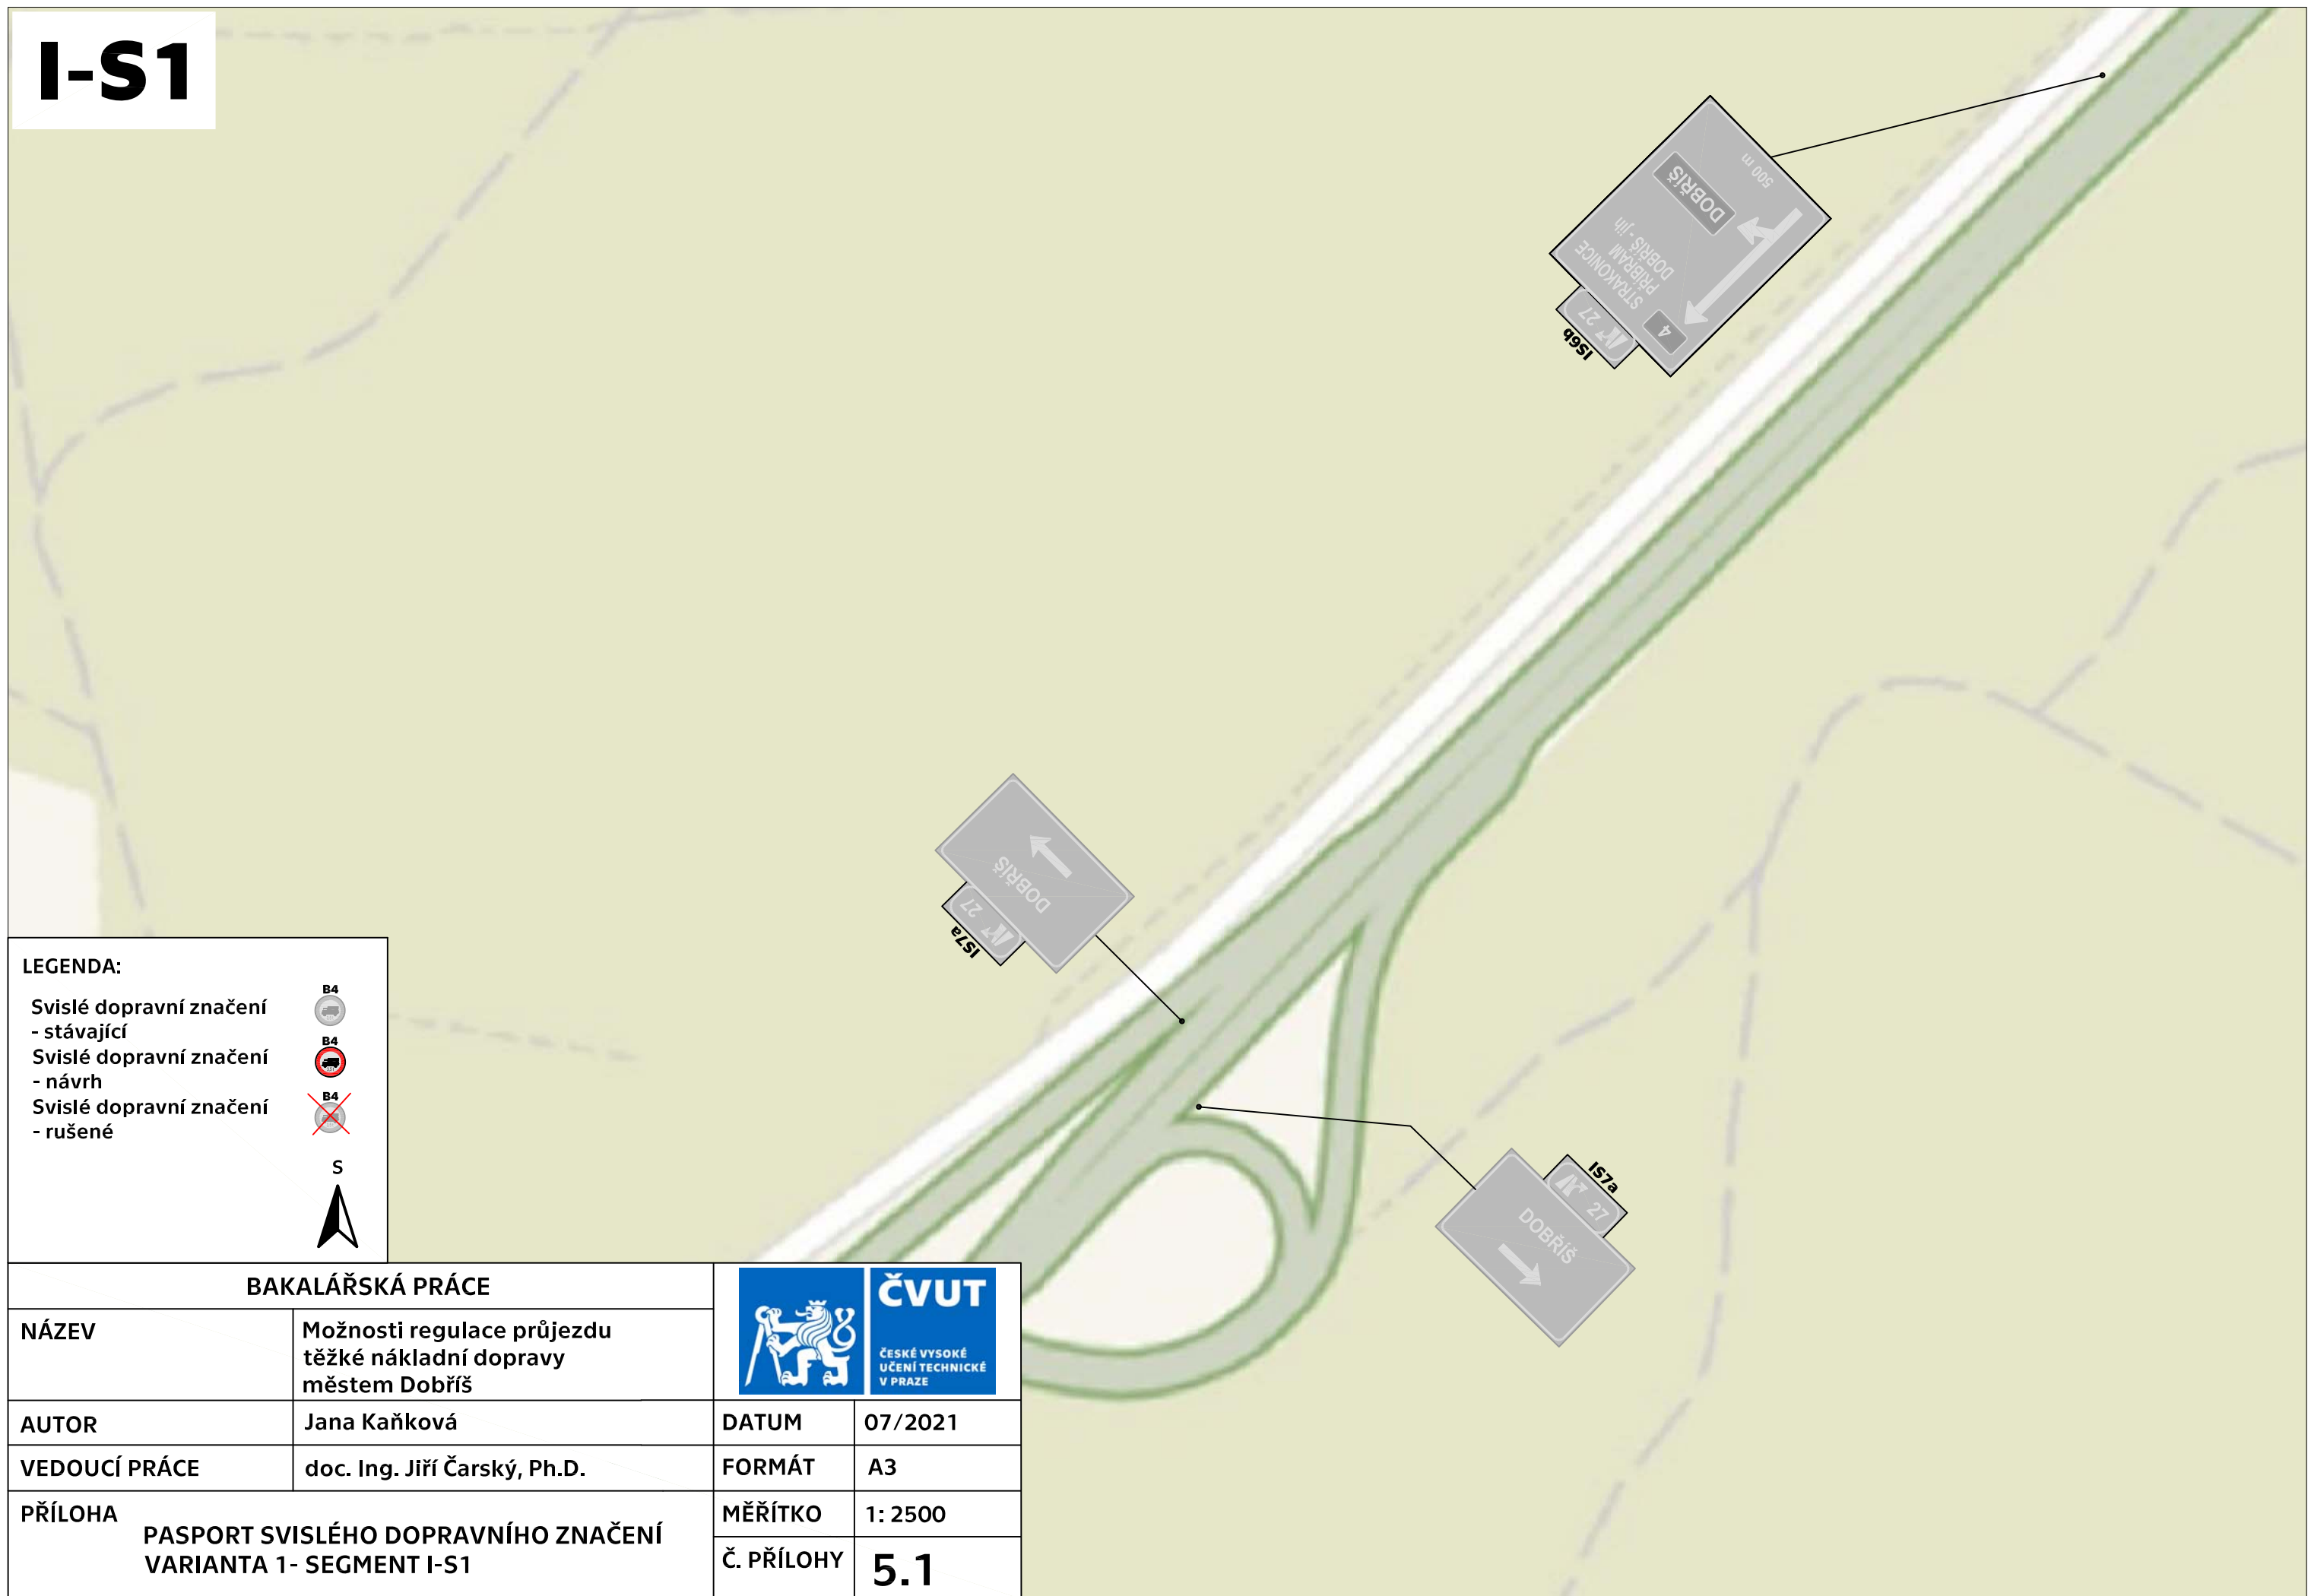 I-S1
500 m
DOBŘÍŠ
STRAKONICE
PŘÍBRAM
DOBŘÍŠ - jih
4
27
IS6b
DOBŘÍŠ
27
IS7a
IS7a
27
DOBŘÍŠ
LEGENDA:
Svislé dopravní značení
- stávající
B4
Svislé dopravní značení
- návrh
B4
Svislé dopravní značení
- rušené
B4
S
BAKALÁŘSKÁ PRÁCE
NÁZEV
Možnosti regulace průjezdu
těžké nákladní dopravy
městem Dobříš
ČVUT
ČESKÉ VYSOKÉ
UČENÍ TECHNICKÉ
V PRAZE
AUTOR
Jana Kaňková
DATUM
07/2021
VEDOUCÍ PRÁCE
doc. Ing. Jiří Čarský, Ph.D.
FORMÁT
A3
PŘÍLOHA
PASPORT SVISLÉHO DOPRAVNÍHO ZNAČENÍ
VARIANTA 1- SEGMENT I-S1
MĚŘÍTKO
1: 2500
Č. PŘÍLOHY
5.1